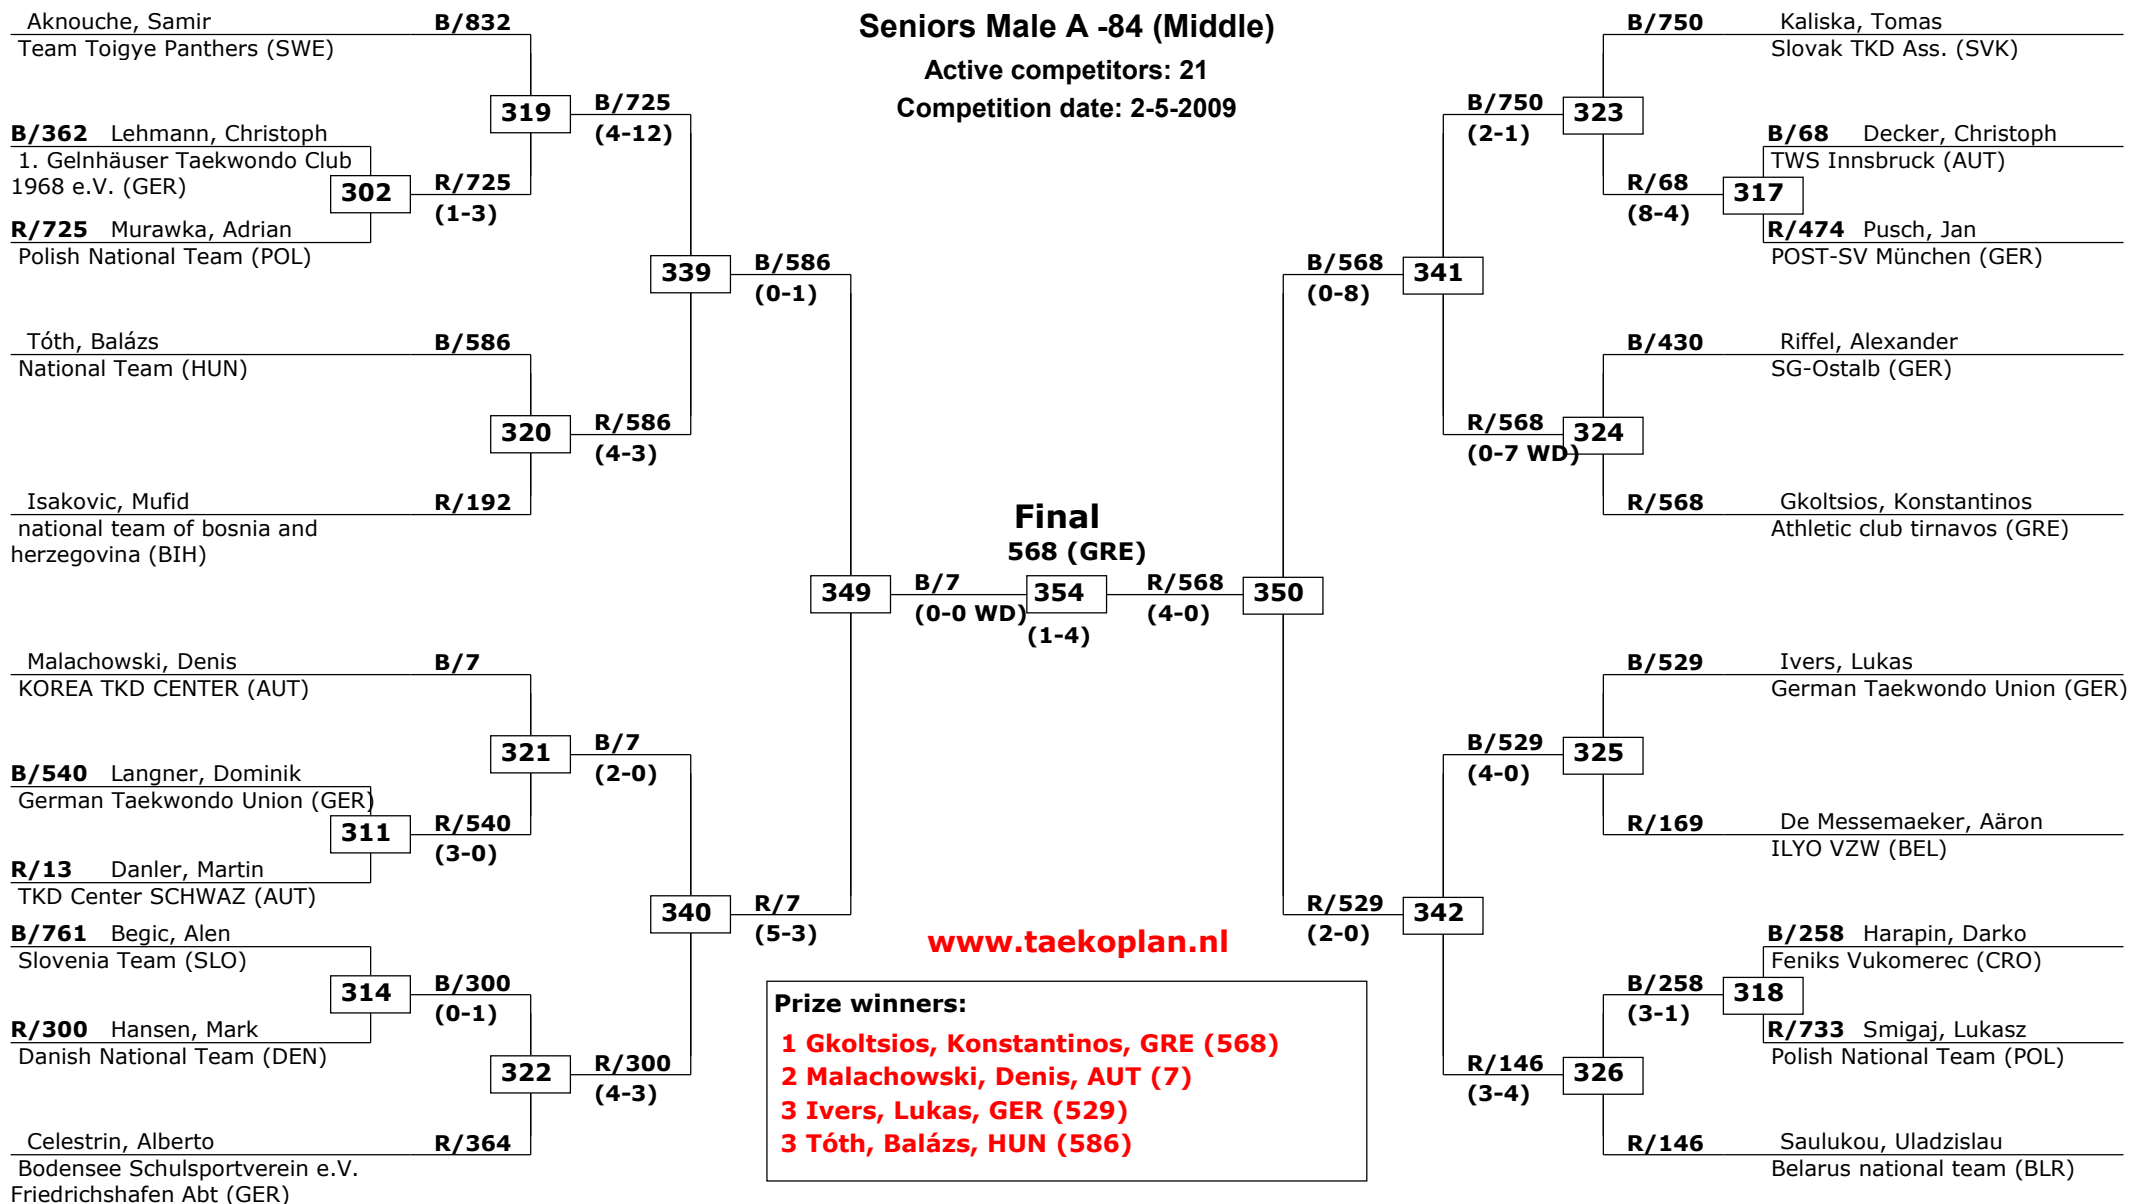 Seniors Male A -84 (Middle)
Active competitors: 21
Competition date: 2-5-2009
Aknouche, Samir
B/832
Team Toigye Panthers (SWE)
319
B/725
(4-12)
B/362 Lehmann, Christoph
1. Gelnhäuser Taekwondo Club
1968 e.V. (GER)
302
R/725
(1-3)
R/725 Murawka, Adrian
Polish National Team (POL)
339
B/586
(0-1)
Tóth, Balázs
B/586
National Team (HUN)
320
R/586
(4-3)
Isakovic, Mufid
R/192
national team of bosnia and
herzegovina (BIH)
349
B/7
(0-0 WD)
Malachowski, Denis
B/7
KOREA TKD CENTER (AUT)
321
B/7
(2-0)
B/540 Langner, Dominik
German Taekwondo Union (GER)
311
R/540
(3-0)
R/13 Danler, Martin
TKD Center SCHWAZ (AUT)
340
R/7
(5-3)
B/761 Begic, Alen
Slovenia Team (SLO)
314
B/300
(0-1)
R/300 Hansen, Mark
Danish National Team (DEN)
322
R/300
(4-3)
Celestrin, Alberto
R/364
Bodensee Schulsportverein e.V.
Friedrichshafen Abt (GER)
Final
568 (GRE)
354
(1-4)
R/568
(4-0)
350
B/750
Kaliska, Tomas
Slovak TKD Ass. (SVK)
B/750
(2-1)
323
B/68 Decker, Christoph
TWS Innsbruck (AUT)
R/68
(8-4)
317
R/474 Pusch, Jan
POST-SV München (GER)
B/568
(0-8)
341
B/430
Riffel, Alexander
SG-Ostalb (GER)
R/568
(0-7 WD)
324
R/568
Gkoltsios, Konstantinos
Athletic club tirnavos (GRE)
B/529
Ivers, Lukas
German Taekwondo Union (GER)
B/529
(4-0)
325
R/169
De Messemaeker, Aäron
ILYO VZW (BEL)
R/529
(2-0)
342
B/258 Harapin, Darko
Feniks Vukomerec (CRO)
B/258
(3-1)
318
R/733 Smigaj, Lukasz
Polish National Team (POL)
R/146
(3-4)
326
R/146
Saulukou, Uladzislau
Belarus national team (BLR)
www.taekoplan.nl
Prize winners:
1 Gkoltsios, Konstantinos, GRE (568)
2 Malachowski, Denis, AUT (7)
3 Ivers, Lukas, GER (529)
3 Tóth, Balázs, HUN (586)